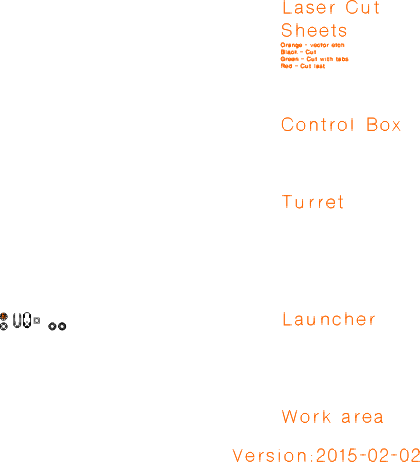 Laser Cut
Sheets
Orange - vector etch
Black - Cut
Green - Cut with tabs
Red - Cut last
Control Box
Turret
Launcher
Work area
Version:2015-02-02